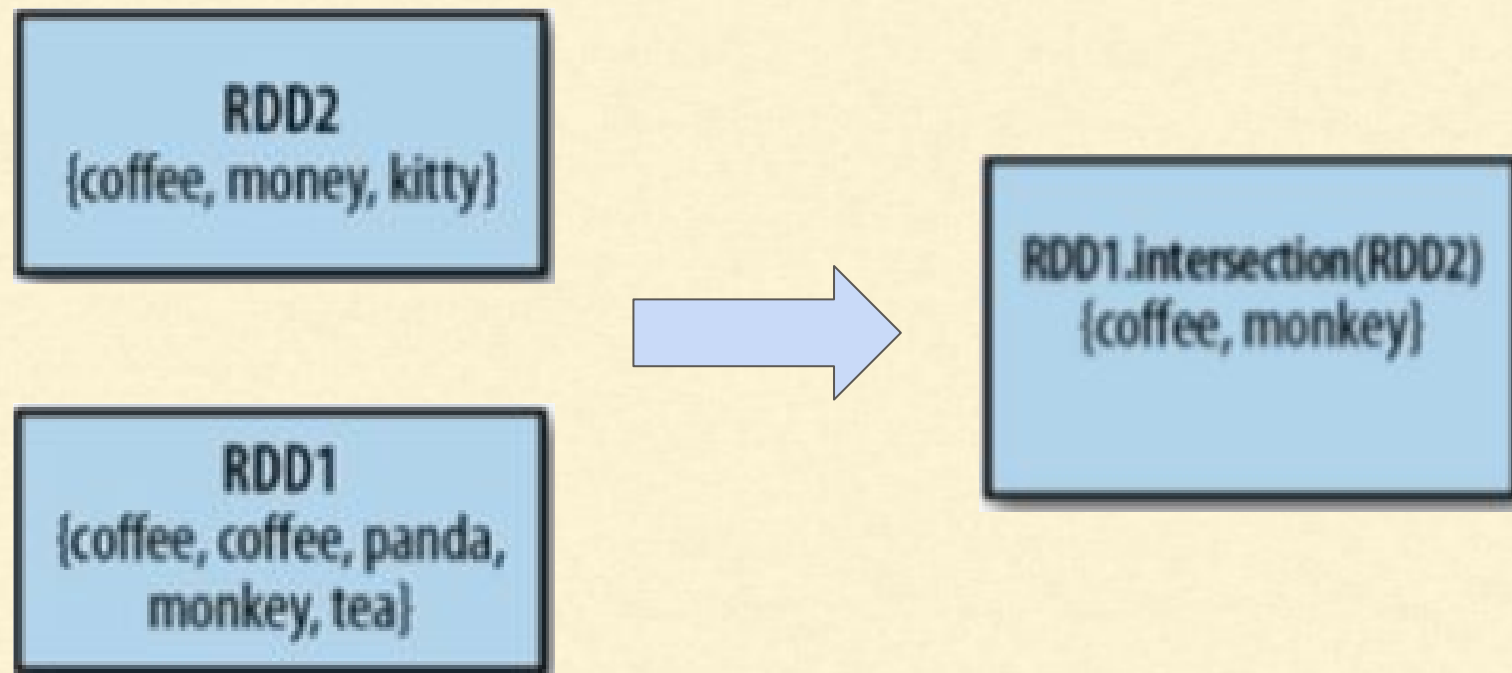 RDD2
{coffee, money, kitty}
RDD1
{coffee, coffee, panda,
monkey, tea}
RDD1.intersection(RDD2)
{coffee, monkey}